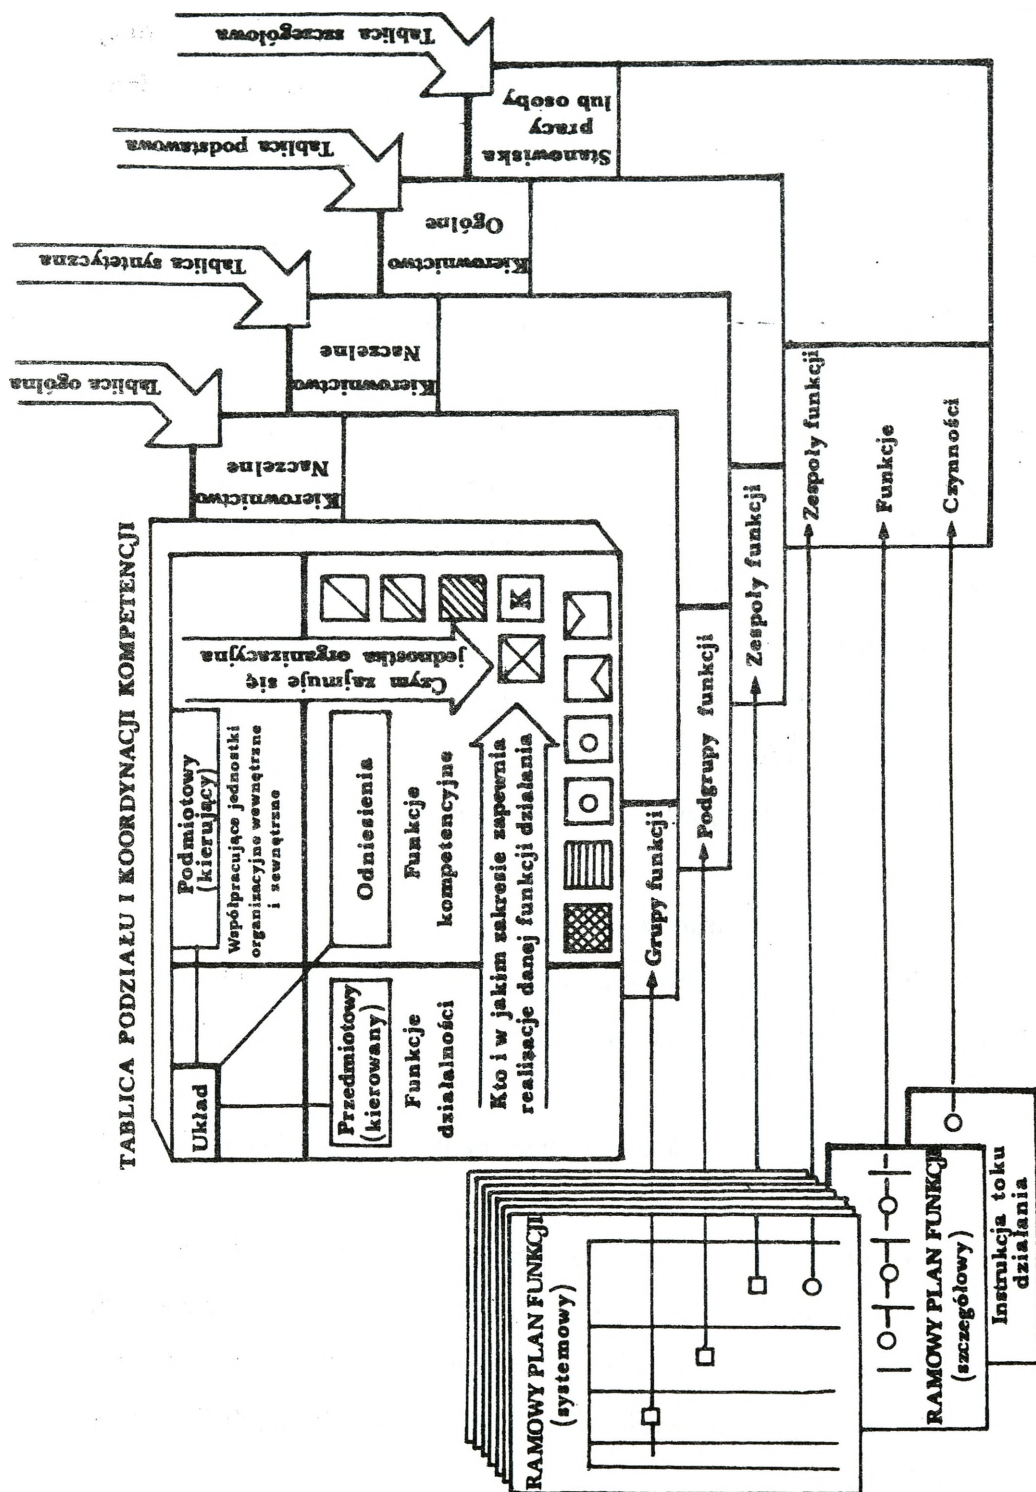 TABLICA PODZIAŁU I KOORDYNACJI KOMPETENCJI
Układ
Podmiotowy
(kierujący)
Współpracujące jednostki
organizacyjne wewnętrzne
i zewnętrzne
Przedmiotowy
(kierowany)
Funkcje
działalności
Odniesienia
Funkcje
kompetencyjne
Czym zajmuje się
jednostka organizacyjna
Kto i w jakim zakresie zapewnia
realizacje danej funkcji działania
K
Tablica ogólna
Naczelne
Kierownictwo
Tablica syntetyczna
Naczelne
Kierownictwo
Tablica podstawowa
Ogólne
Kierownictwo
Tablica szczegółowa
Stanowiska
pracy
lub osoby
Grupy funkcji
Podgrupy funkcji
Zespoły funkcji
Zespoły funkcji
Funkcje
Czynności
RAMOWY PLAN FUNKCJI
(systemowy)
RAMOWY PLAN FUNKCJI
(szczegółowy)
Instrukcja toku
działania